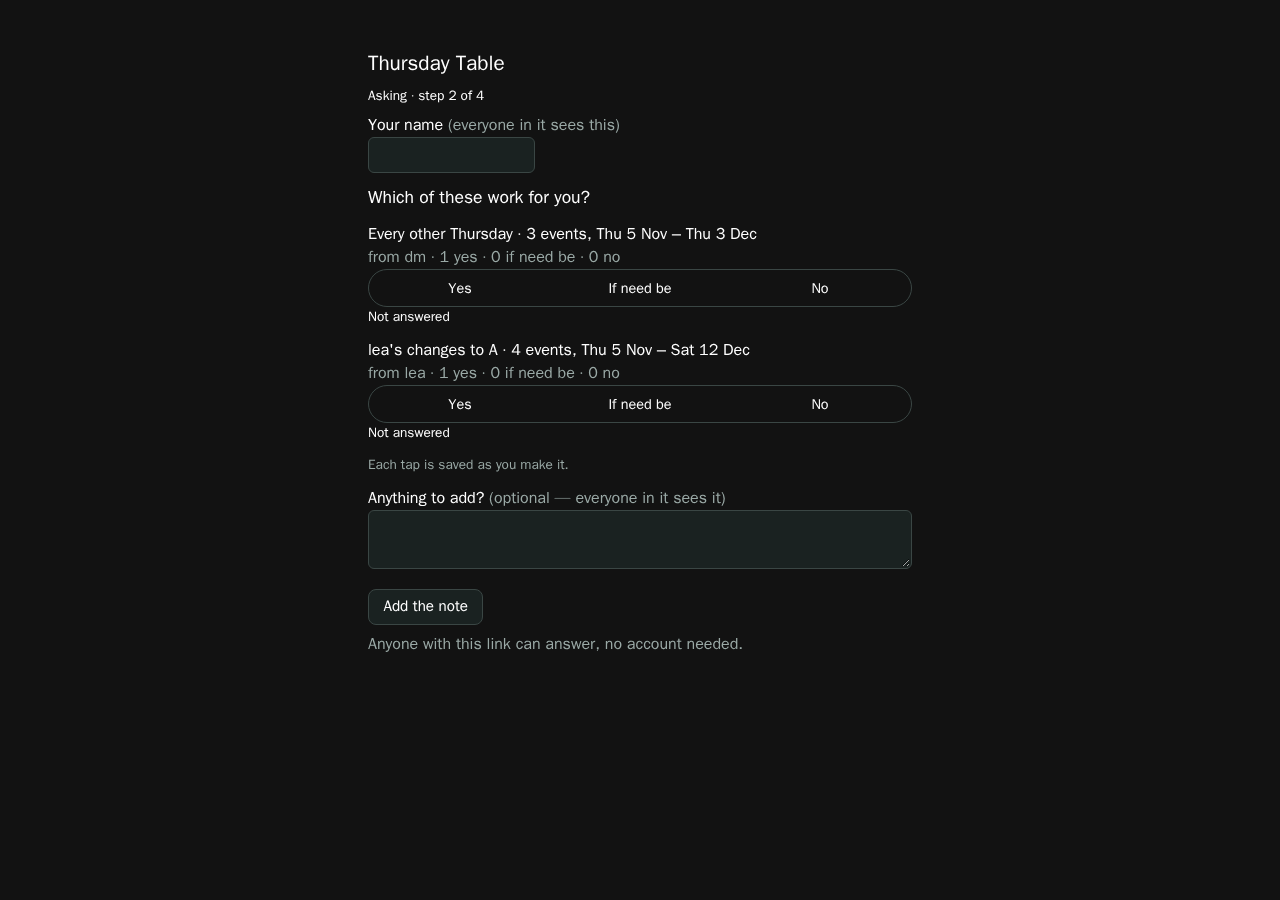 Thursday Table
Asking · step 2 of 4
Your name (everyone in it sees this)
Which of these work for you?
Every other Thursday · 3 events, Thu 5 Nov – Thu 3 Dec
from dm · 1 yes · 0 if need be · 0 no
Yes If need be No
Not answered
lea's changes to A · 4 events, Thu 5 Nov – Sat 12 Dec
from lea · 1 yes · 0 if need be · 0 no
Yes If need be No
Not answered
Each tap is saved as you make it.
Anything to add? (optional — everyone in it sees it)
Add the note
Anyone with this link can answer, no account needed.